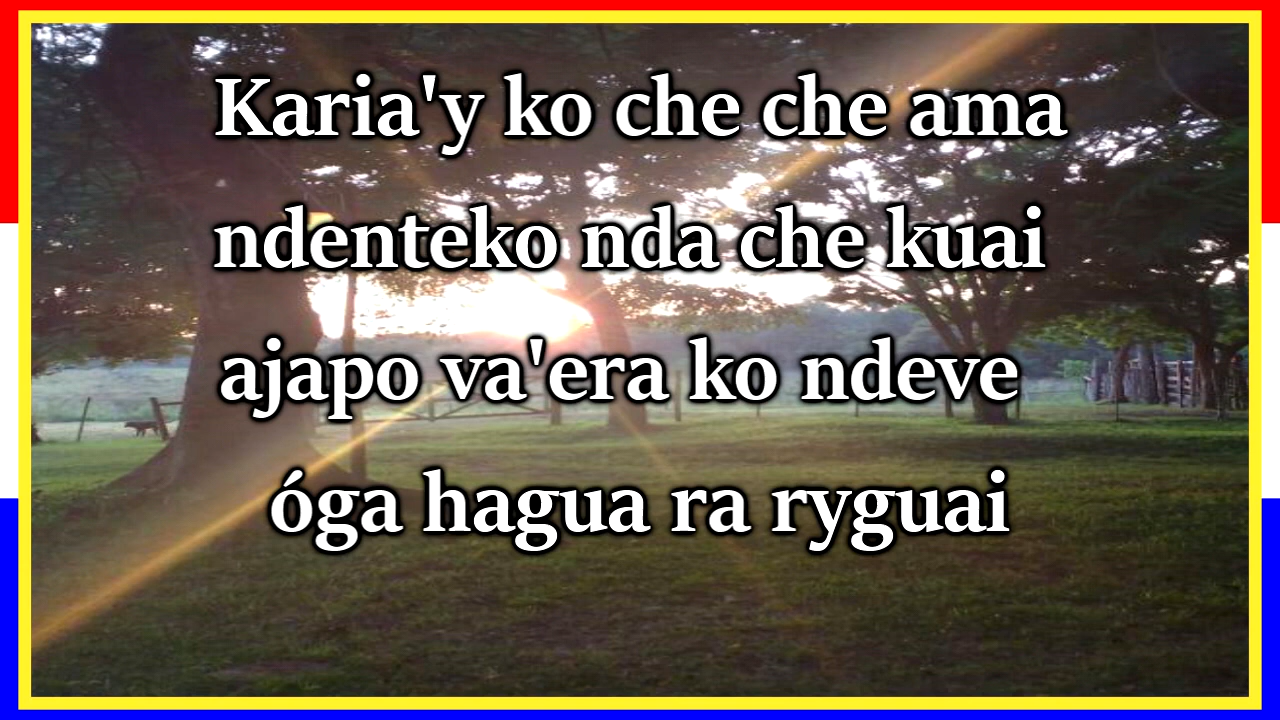 Karia'y ko che che ama
ndenteko nda che kuai
ajapo va'era ko ndeve
óga hagua ra ryguai